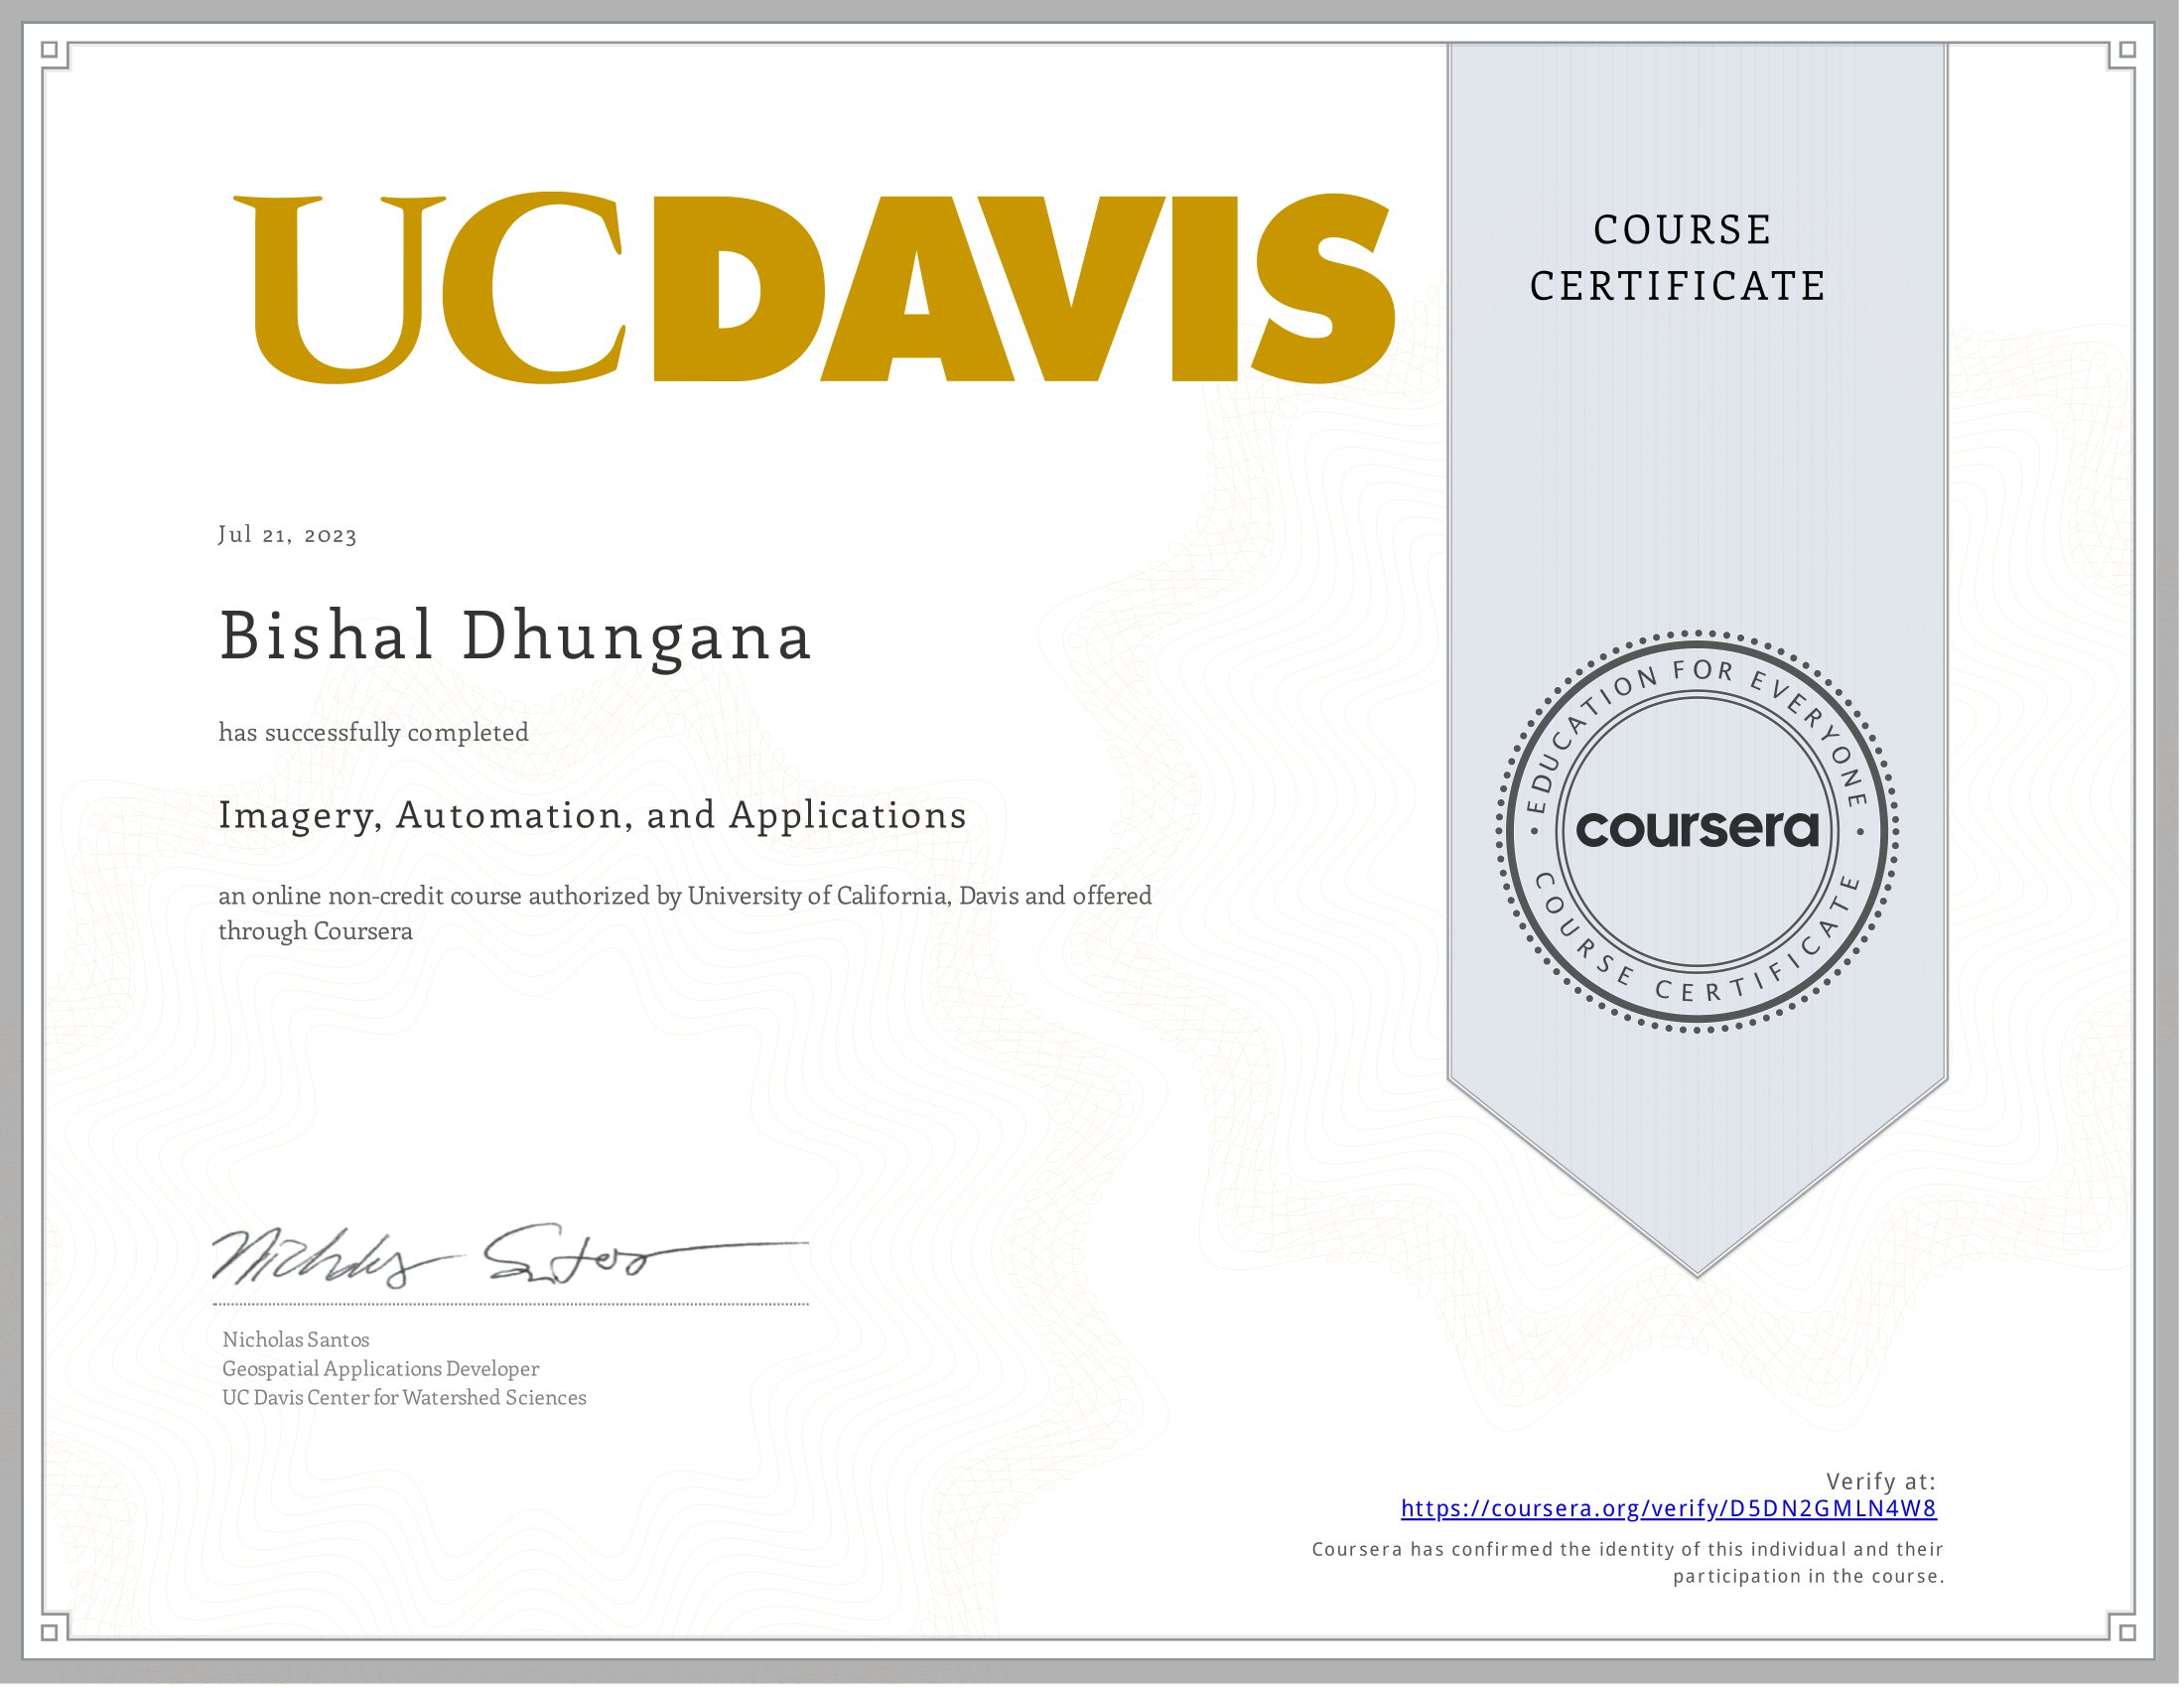 UCDAVIS
COURSE
CERTIFICATE
Jul 21, 2023
Bishal Dhungana
has successfully completed
Imagery, Automation, and Applications
an online non-credit course authorized by University of California, Davis and offered
through Coursera
EDUCATION FOR EVERYONE
coursera
COURSE CERTIFICATE
Nicholas Santos
Nicholas Santos
Geospatial Applications Developer
UC Davis Center for Watershed Sciences
Verify at:
https://coursera.org/verify/D5DN2GMLN4W8
Coursera has confirmed the identity of this individual and their
participation in the course.